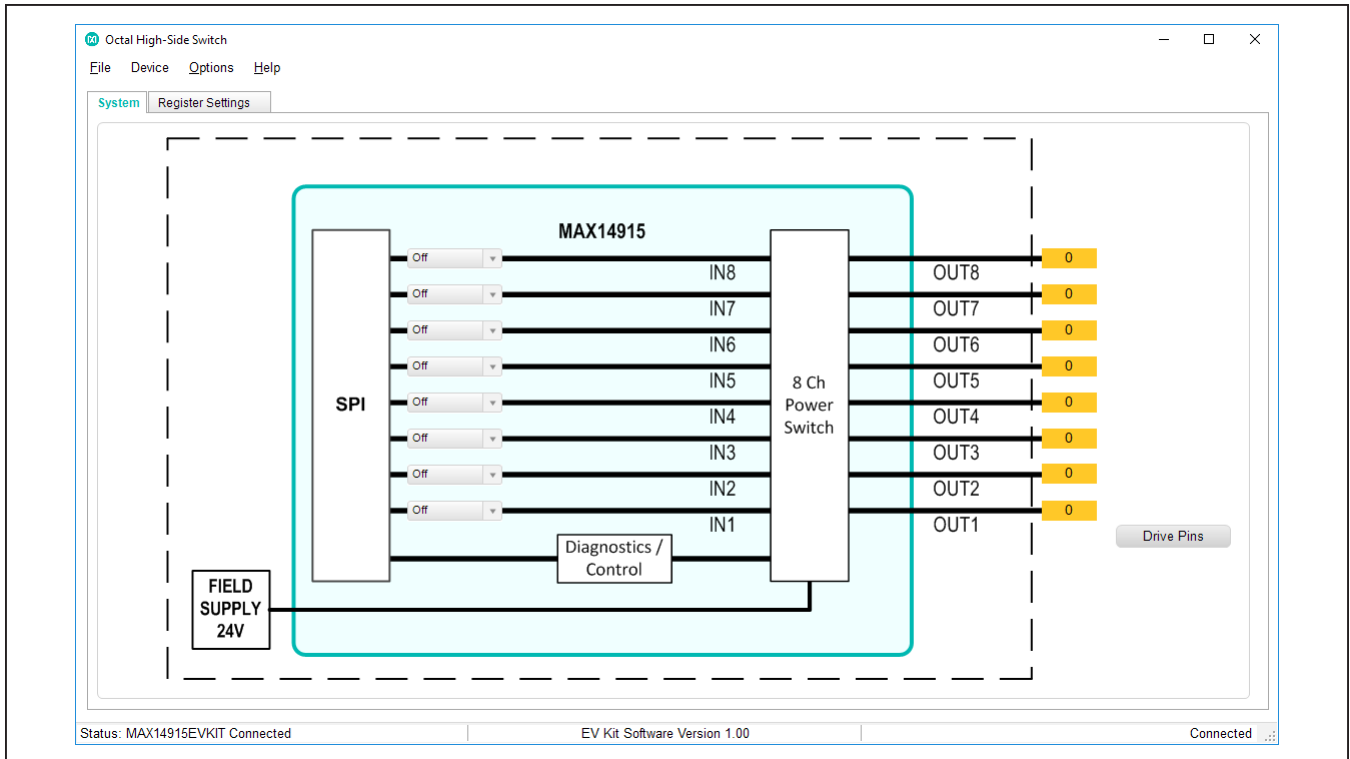 Octal High-Side Switch
File Device Options Help
System Register Settings
MAX14915
Off IN8 OUT8 0
Off IN7 OUT7 0
Off IN6 OUT6 0
Off IN5 OUT5 0
Off IN4 OUT4 0
Off IN3 OUT3 0
Off IN2 OUT2 0
Off IN1 OUT1 0
SPI
8 Ch
Power
Switch
Drive Pins
Diagnostics /
Control
FIELD
SUPPLY
24V
Status: MAX14915EVKIT Connected EV Kit Software Version 1.00 Connected